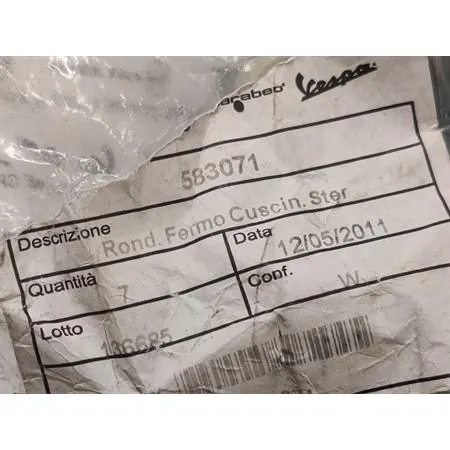 Vespa
583071
Descrizione Rond. Fermo Cuscin. Ster
Quantità 7 Data 12/05/2011
Lotto 136685 Conf. W